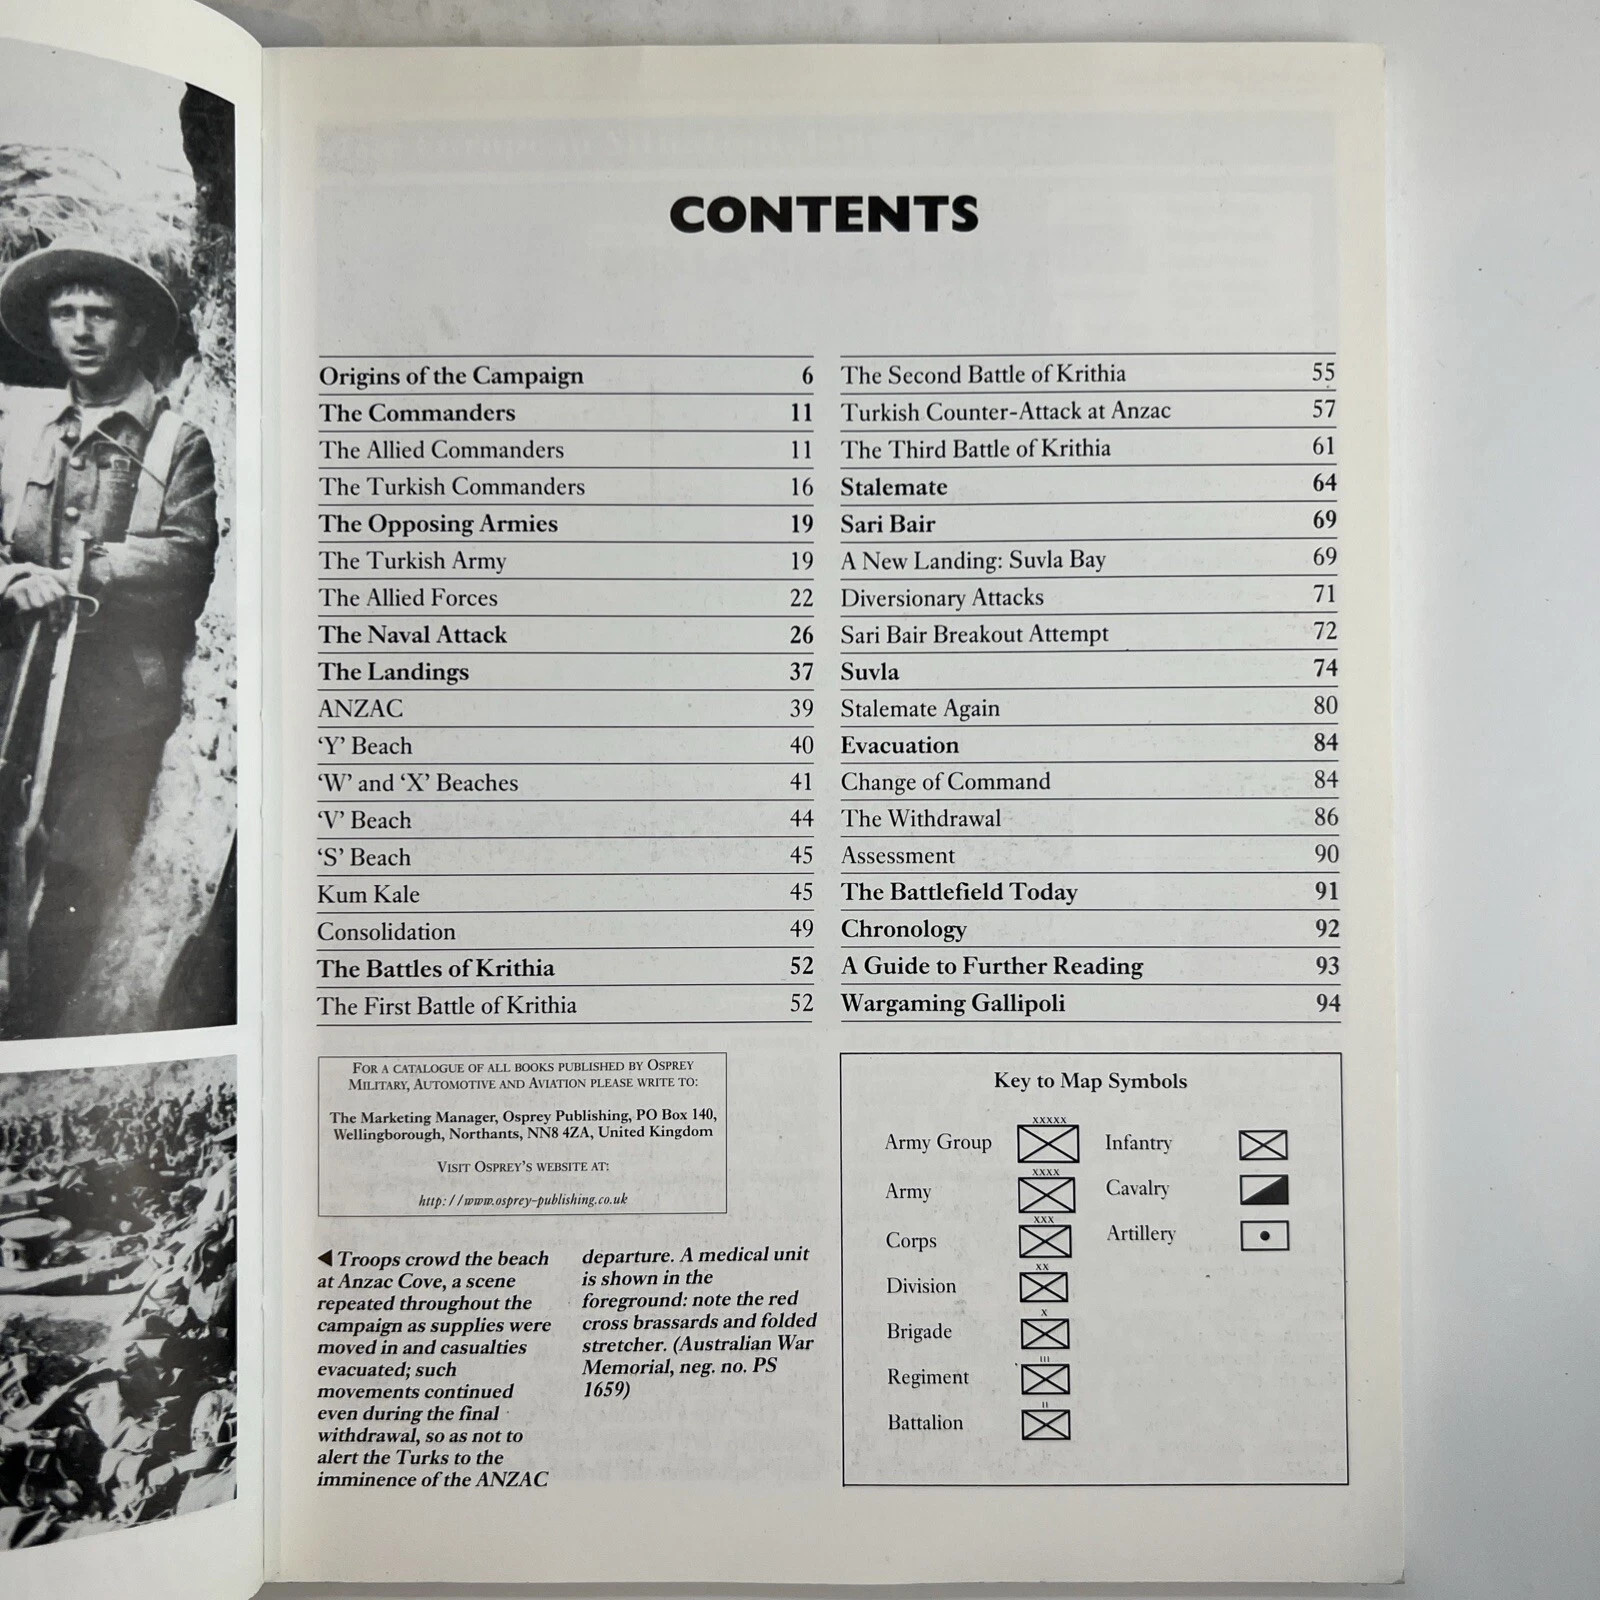 CONTENTS
Origins of the Campaign 6
The Commanders 11
The Allied Commanders 11
The Turkish Commanders 16
The Opposing Armies 19
The Turkish Army 19
The Allied Forces 22
The Naval Attack 26
The Landings 37
ANZAC 39
‘Y’ Beach 40
‘W’ and ‘X’ Beaches 41
‘V’ Beach 44
‘S’ Beach 45
Kum Kale 45
Consolidation 49
The Battles of Krithia 52
The First Battle of Krithia 52
The Second Battle of Krithia 55
Turkish Counter-Attack at Anzac 57
The Third Battle of Krithia 61
Stalemate 64
Sari Bair 69
A New Landing: Suvla Bay 69
Diversionary Attacks 71
Sari Bair Breakout Attempt 72
Suvla 74
Stalemate Again 80
Evacuation 84
Change of Command 84
The Withdrawal 86
Assessment 90
The Battlefield Today 91
Chronology 92
A Guide to Further Reading 93
Wargaming Gallipoli 94
FOR A CATALOGUE OF ALL BOOKS PUBLISHED BY OSPREY
MILITARY, AUTOMOTIVE AND AVIATION PLEASE WRITE TO:
The Marketing Manager, Osprey Publishing, PO Box 140,
Wellingborough, Northants, NN8 4ZA, United Kingdom
VISIT OSPREY'S WEBSITE AT:
http://www.osprey-publishing.co.uk
◀ Troops crowd the beach
at Anzac Cove, a scene
repeated throughout the
campaign as supplies were
moved in and casualties
evacuated; such
movements continued
even during the final
withdrawal, so as not to
alert the Turks to the
imminence of the ANZAC
departure. A medical unit
is shown in the
foreground: note the red
cross brassards and folded
stretcher. (Australian War
Memorial, neg. no. PS
1659)
Key to Map Symbols
Army Group XXXXX
Army XXXX
Corps XXX
Division XX
Brigade X
Regiment III
Battalion II
Infantry
Cavalry
Artillery